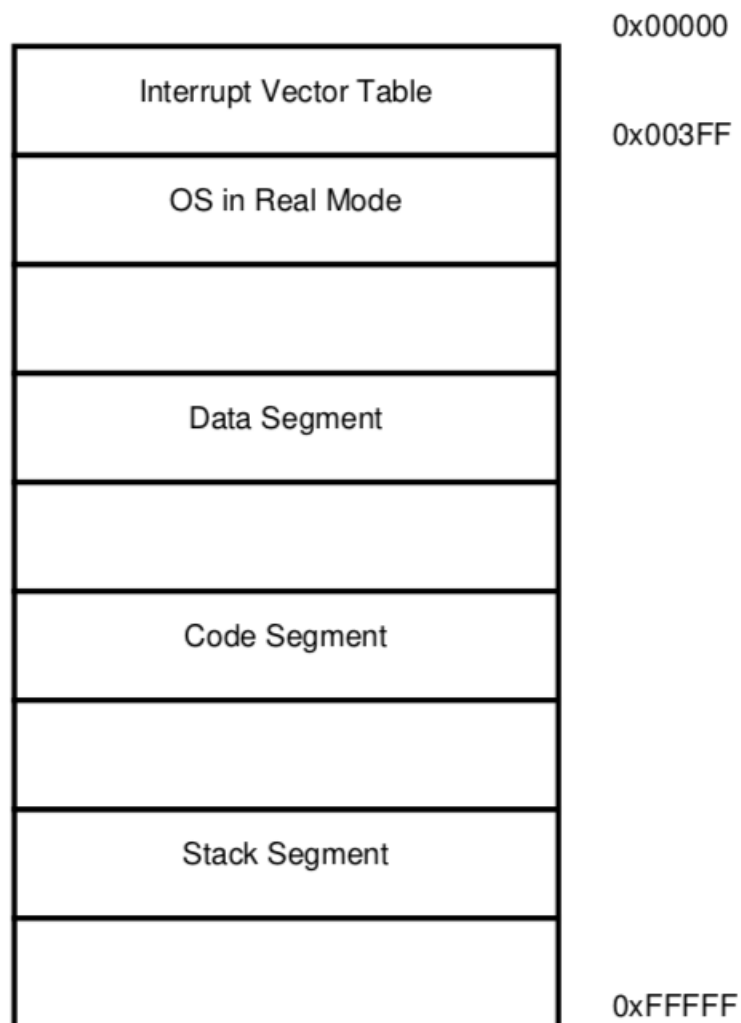 0x00000
Interrupt Vector Table
0x003FF
OS in Real Mode
Data Segment
Code Segment
Stack Segment
0xFFFFF